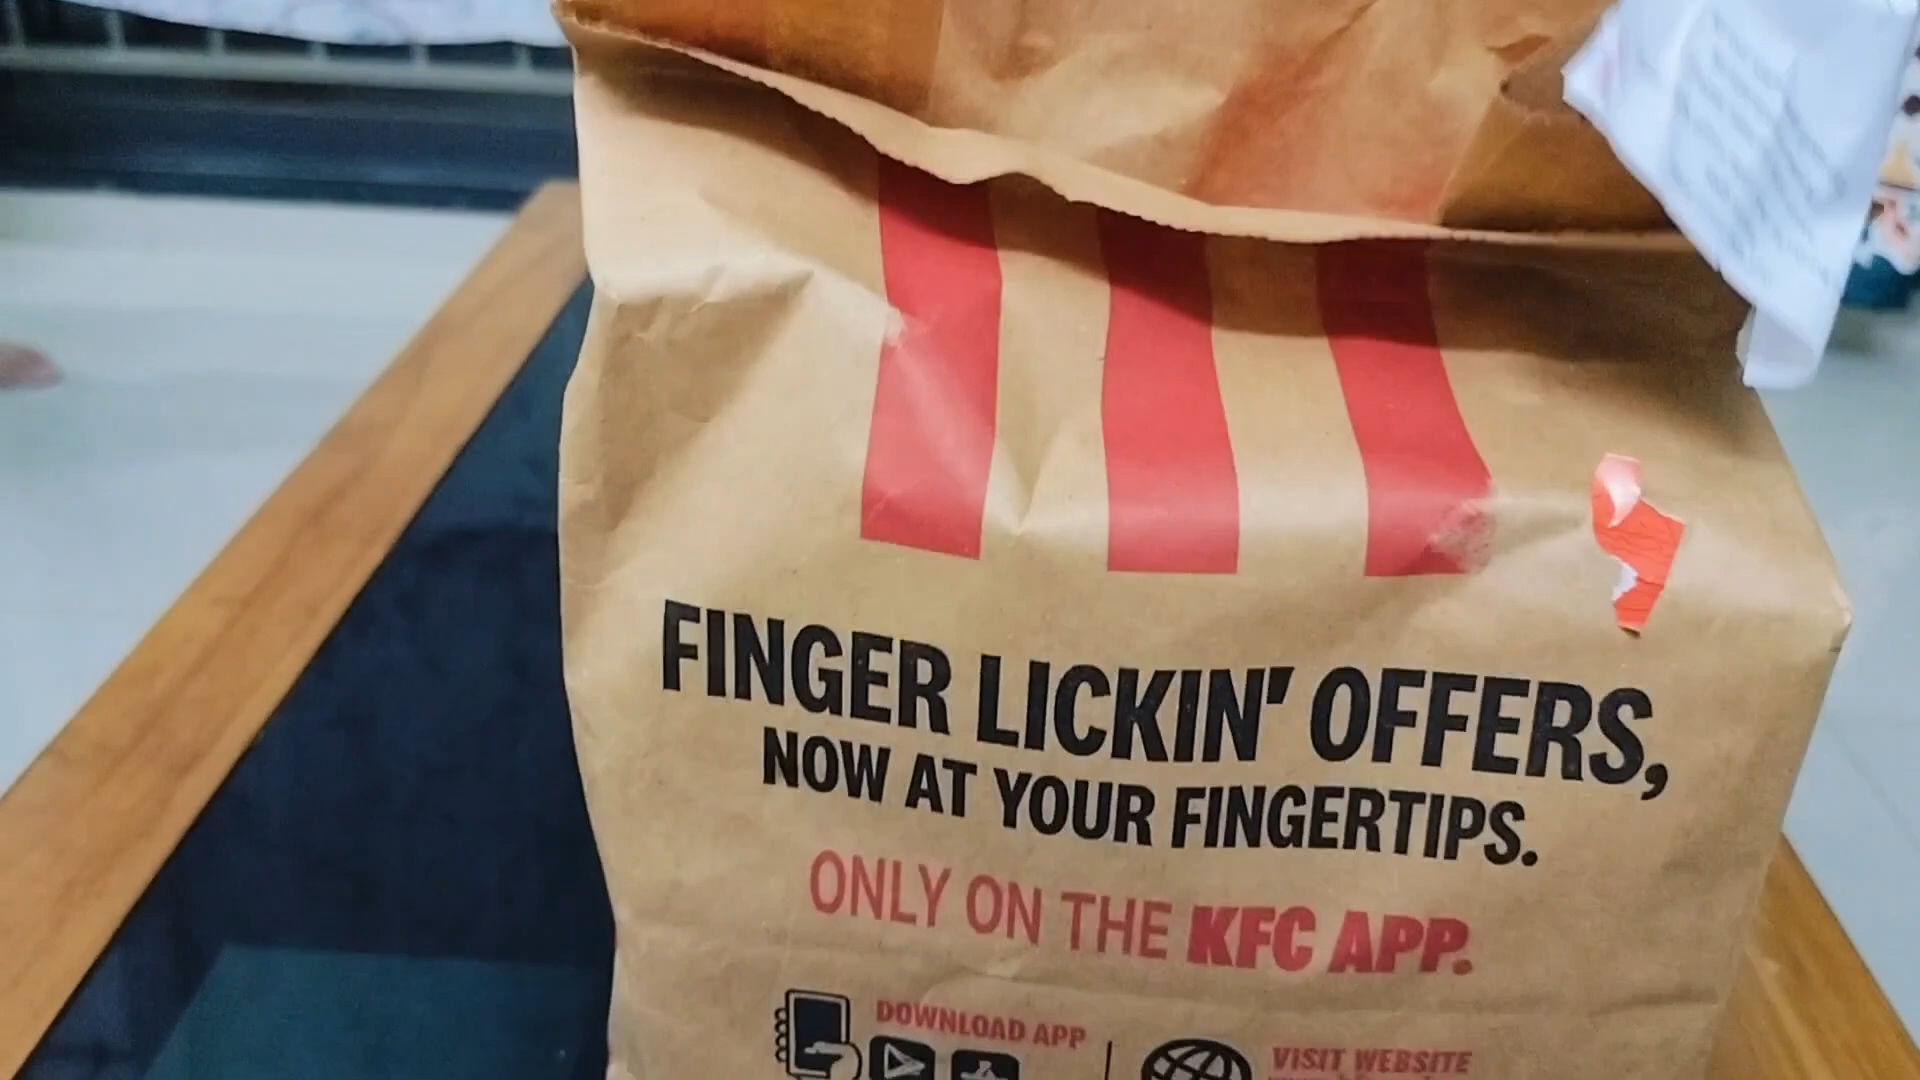 FINGER LICKIN' OFFERS,
NOW AT YOUR FINGERTIPS.
ONLY ON THE KFC APP.
DOWNLOAD APP
VISIT WEBSITE